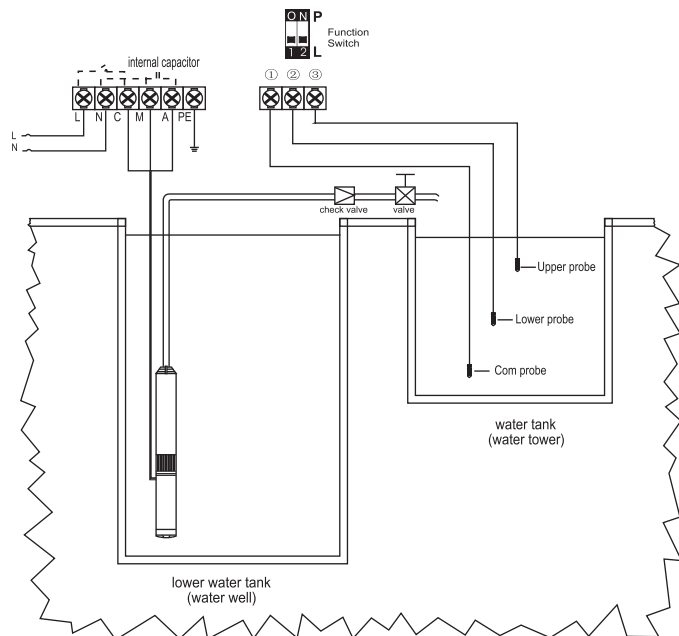 ON P
Function
Switch
1 2 L
internal capacitor
① ② ③
L N C M A PE
L
N
check valve
valve
Upper probe
Lower probe
Com probe
water tank
(water tower)
lower water tank
(water well)